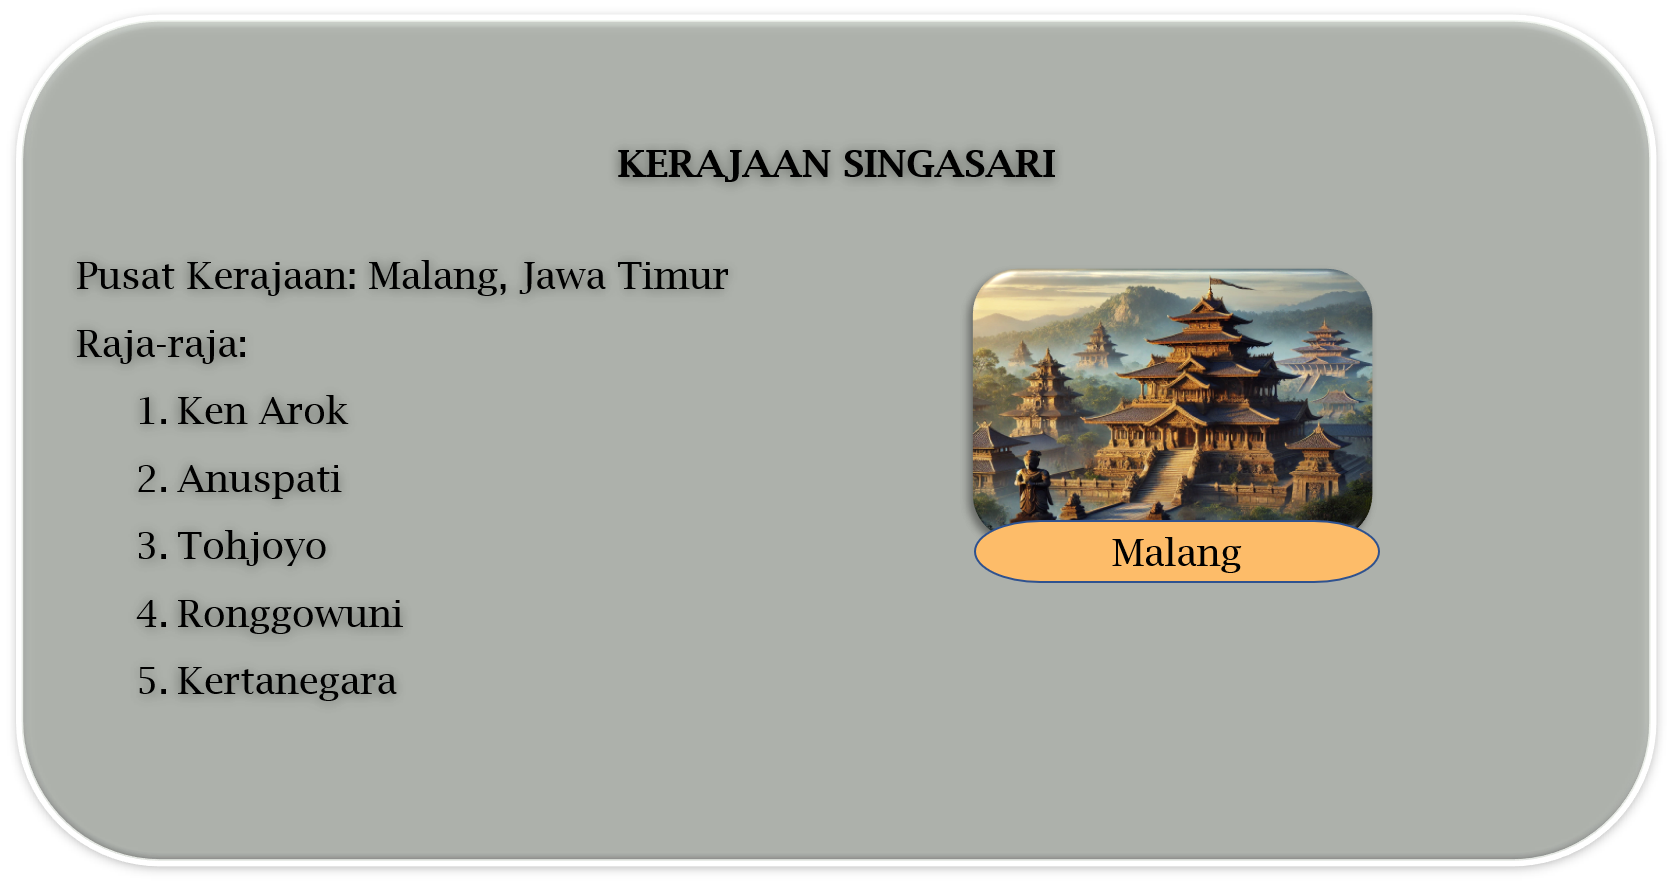 KERAJAAN SINGASARI
Pusat Kerajaan: Malang, Jawa Timur
Raja-raja:
1. Ken Arok
2. Anuspati
3. Tohjoyo
4. Ronggowuni
5. Kertanegara
Malang